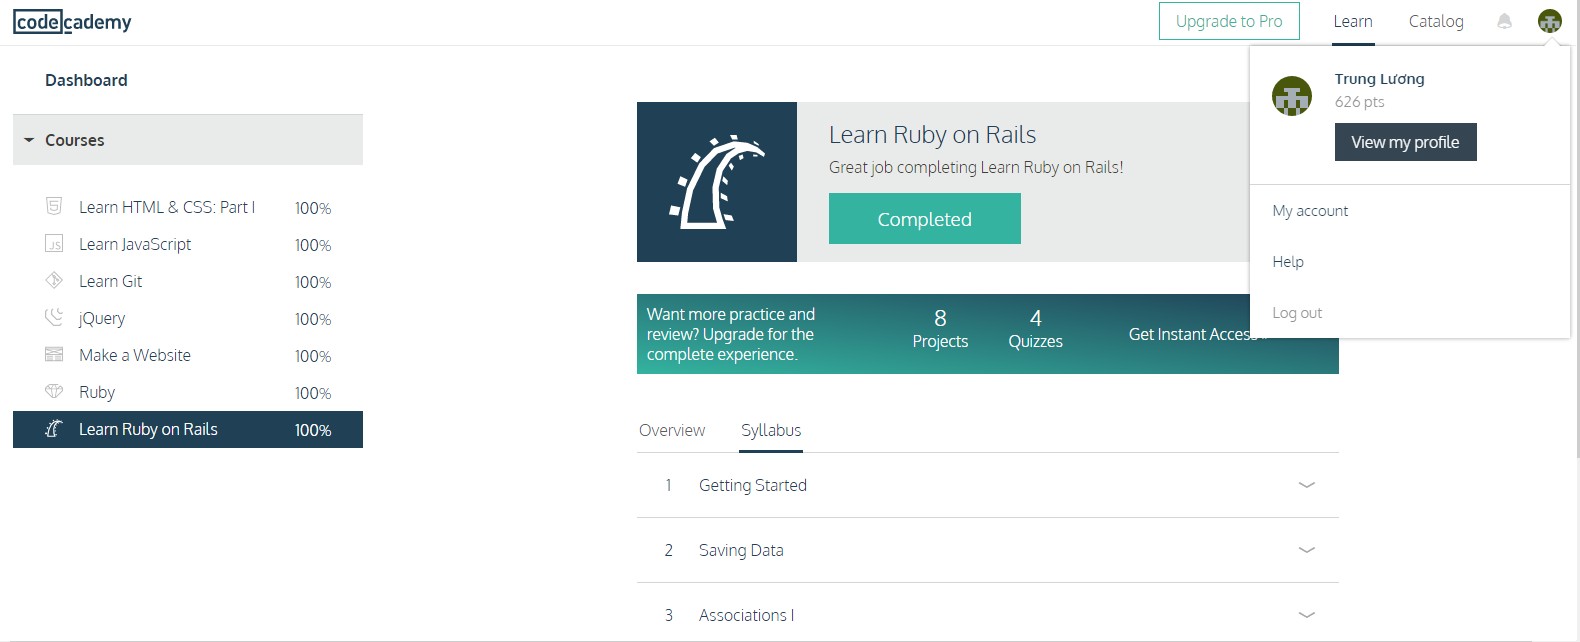 codecademy
Upgrade to Pro
Learn
Catalog
Trung Lương
626 pts
View my profile
My account
Help
Log out
Dashboard
Courses
Learn HTML & CSS: Part I 100%
JS Learn JavaScript 100%
Learn Git 100%
jQuery 100%
Make a Website 100%
Ruby 100%
Learn Ruby on Rails 100%
Learn Ruby on Rails
Great job completing Learn Ruby on Rails!
Completed
Want more practice and
review? Upgrade for the
complete experience.
8
Projects
4
Quizzes
Get Instant Access
Overview
Syllabus
1 Getting Started
2 Saving Data
3 Associations I